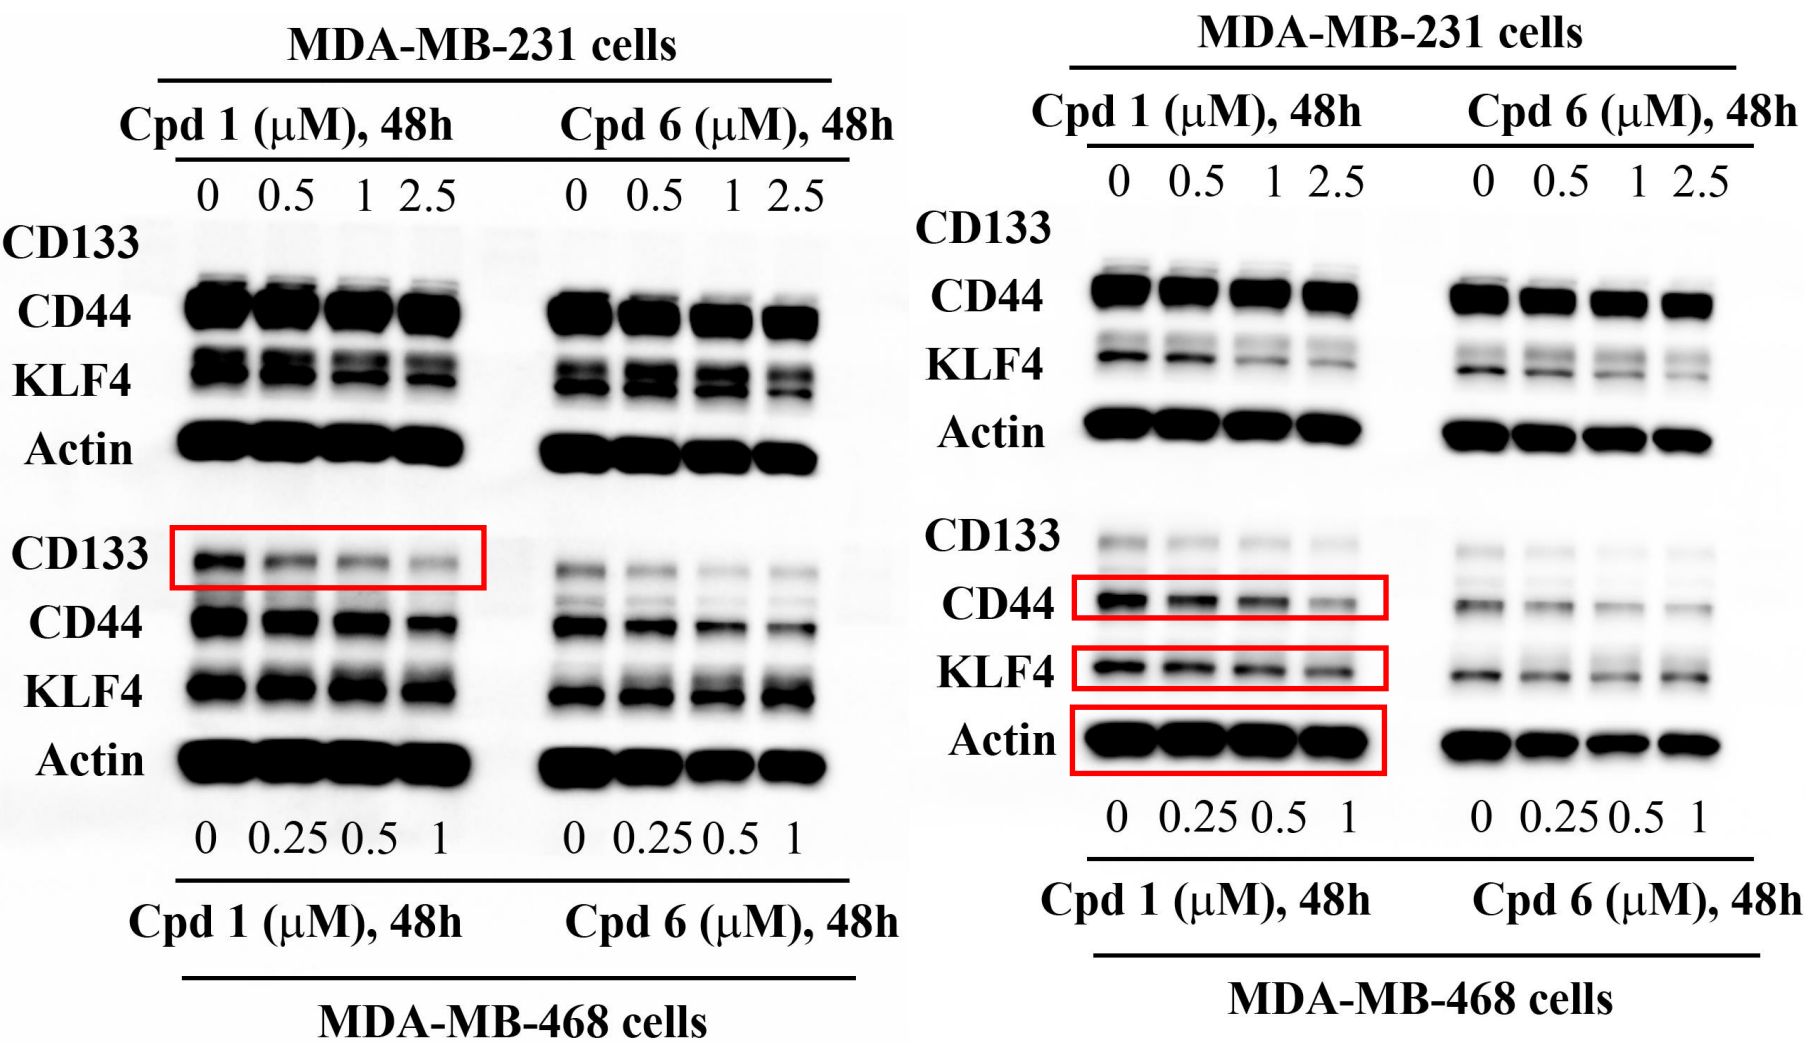 MDA-MB-231 cells
Cpd 1 (μM), 48h Cpd 6 (μM), 48h
0 0.5 1 2.5 0 0.5 1 2.5
CD133
CD44
KLF4
Actin
CD133
CD44
KLF4
Actin
0 0.25 0.5 1 0 0.25 0.5 1
Cpd 1 (μM), 48h Cpd 6 (μM), 48h
MDA-MB-468 cells
MDA-MB-231 cells
Cpd 1 (μM), 48h Cpd 6 (μM), 48h
0 0.5 1 2.5 0 0.5 1 2.5
CD133
CD44
KLF4
Actin
CD133
CD44
KLF4
Actin
0 0.25 0.5 1 0 0.25 0.5 1
Cpd 1 (μM), 48h Cpd 6 (μM), 48h
MDA-MB-468 cells